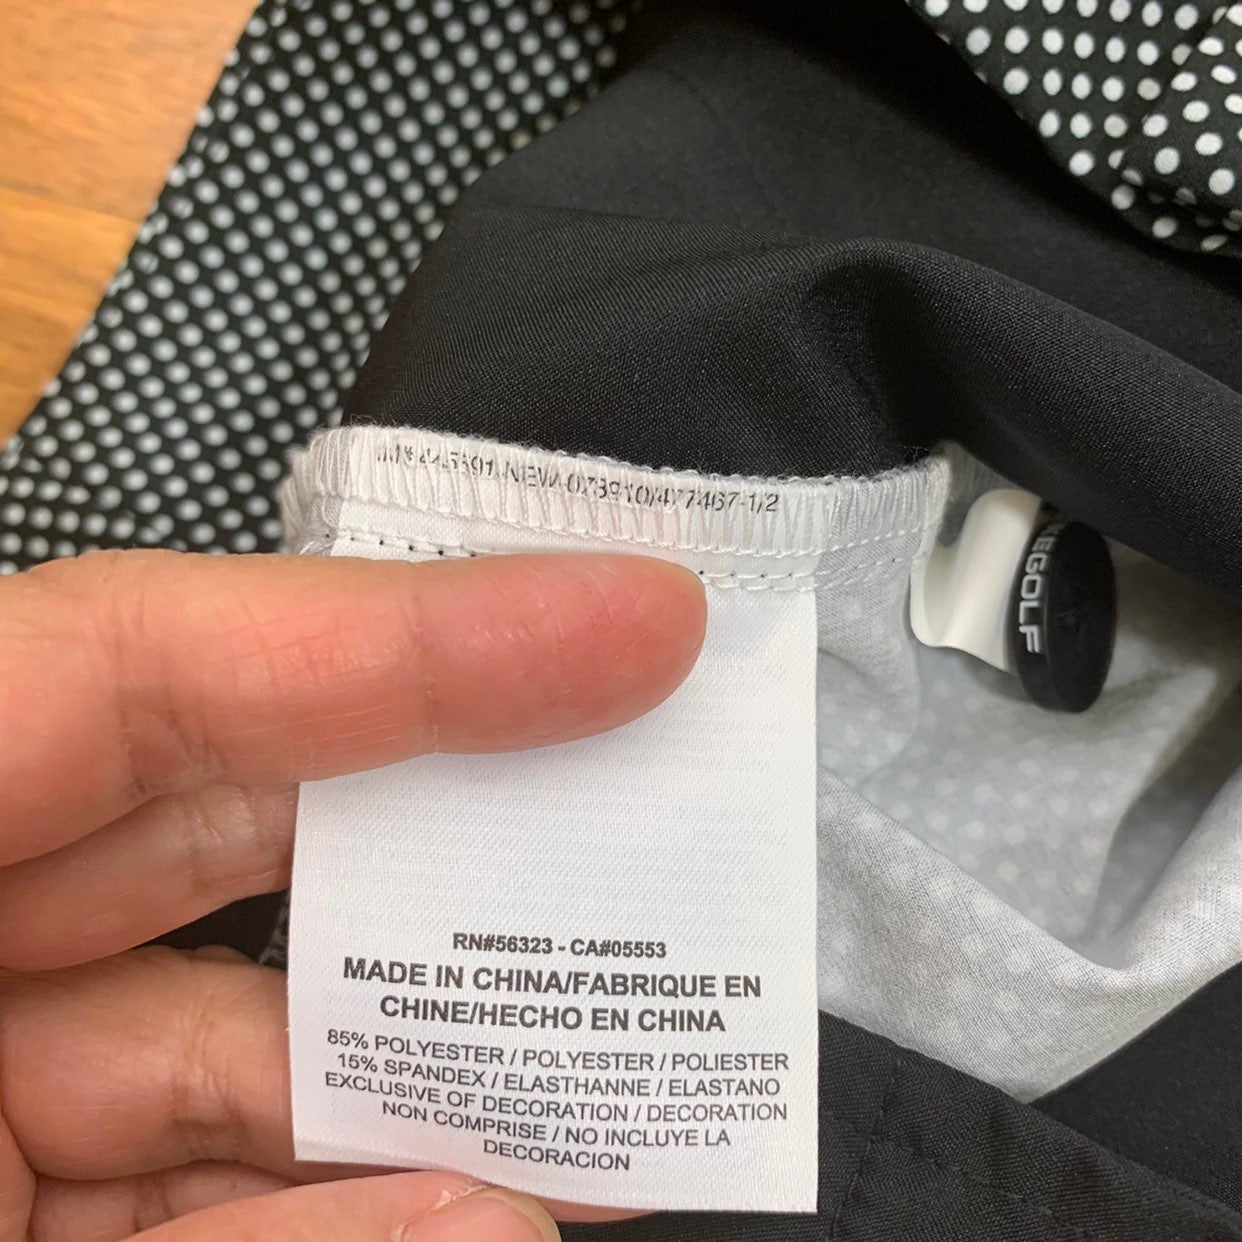 RN#56323 - CA#05553
MADE IN CHINA/FABRIQUE EN
CHINE/HECHO EN CHINA
85% POLYESTER / POLYESTER / POLIESTER
15% SPANDEX / ELASTHANNE / ELASTANO
EXCLUSIVE OF DECORATION / DECORATION
NON COMPRISE / NO INCLUYE LA
DECORACION